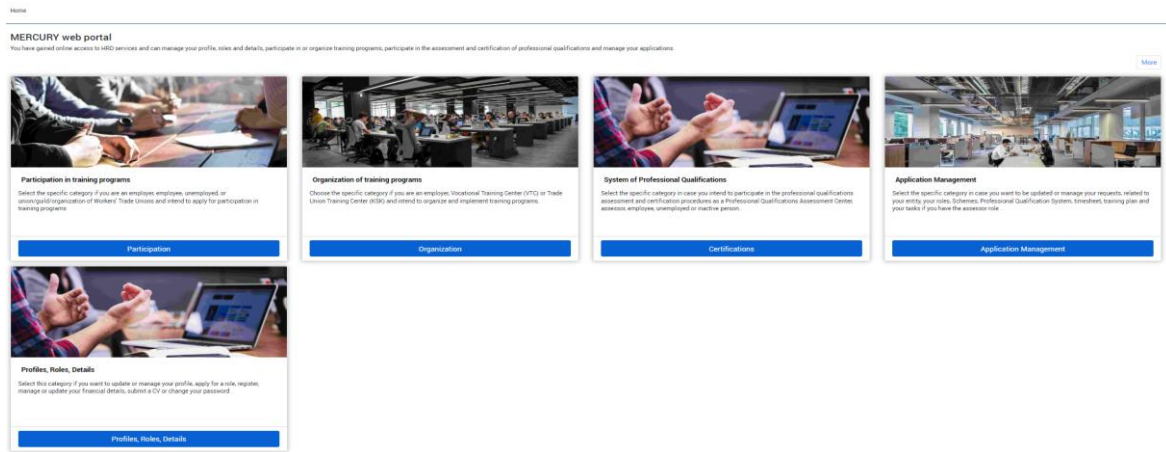 Home
MERCURY web portal
You have gained online access to HRD services and can manage your profile, roles and details, participate in or organize training programs, participate in the assessment and certification of professional qualifications and manage your applications.
More
Participation in training programs
Select the specific category if you are an employer, employee, unemployed, or
union/guild/organization of Workers' Trade Unions and intend to apply for participation in
training programs
Participation
Organization of training programs
Choose the specific category if you are an employer, Vocational Training Center (VTC) or Trade
Union Training Center (KSK) and intend to organize and implement training programs.
Organization
System of Professional Qualifications
Select the specific category in case you intend to participate in the professional qualifications
assessment and certification procedures as a Professional Qualifications Assessment Center,
assessor, employee, unemployed or inactive person.
Certifications
Application Management
Select the specific category in case you want to be updated or manage your requests, related to
your entity, your roles, Schemes, Professional Qualification System, timesheet, training plan and
your tasks if you have the assessor role .
Application Management
Profiles, Roles, Details
Select this category if you want to update or manage your profile, apply for a role, register,
manage or update your financial details, submit a CV or change your password .
Profiles, Roles, Details